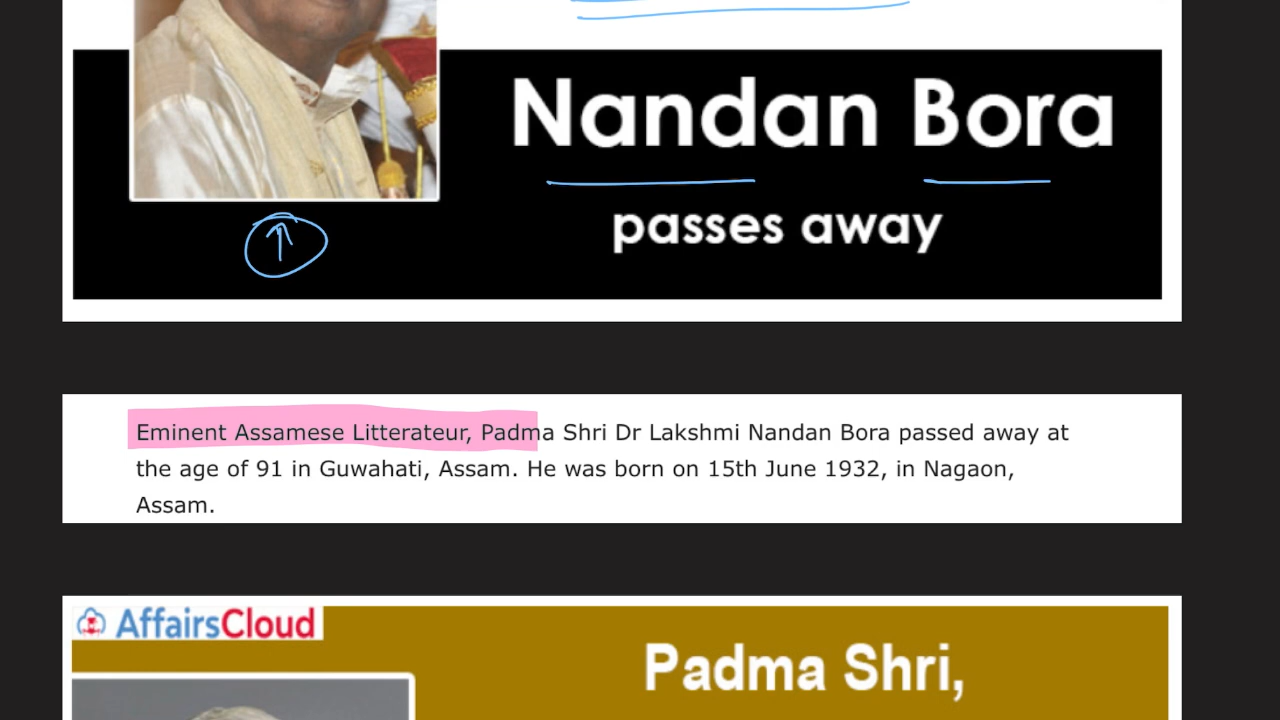 Nandan Bora
passes away
Eminent Assamese Litterateur, Padma Shri Dr Lakshmi Nandan Bora passed away at
the age of 91 in Guwahati, Assam. He was born on 15th June 1932, in Nagaon,
Assam.
AffairsCloud
Padma Shri,